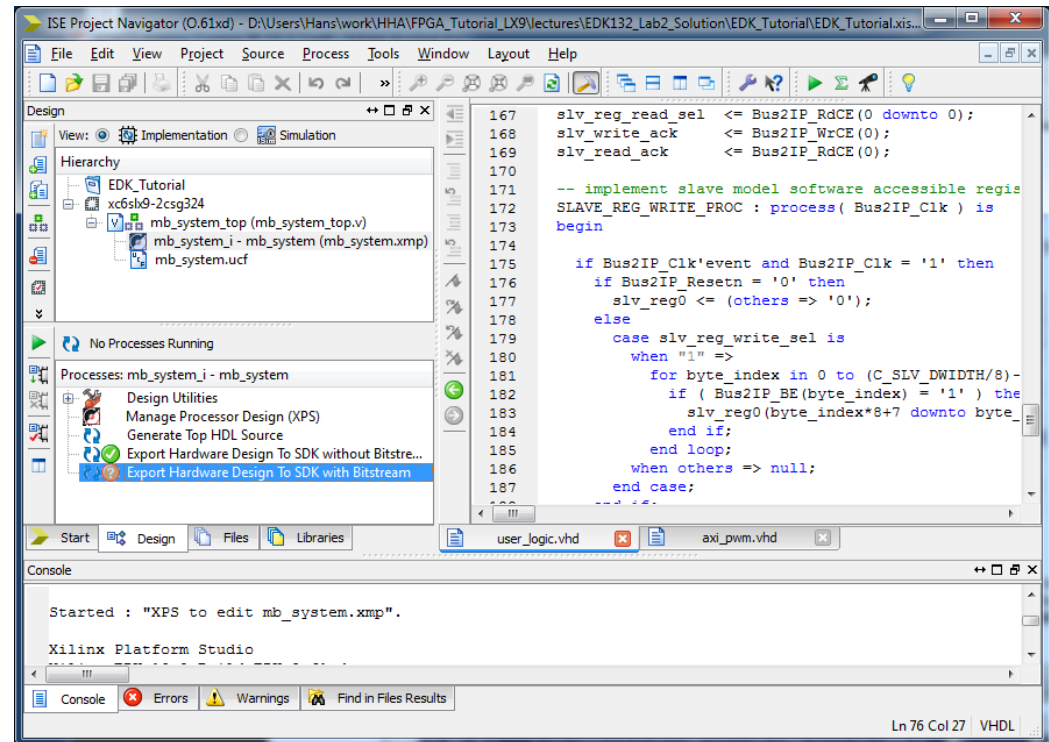 ISE Project Navigator (O.61xd) - D:\Users\Hans\work\HHA\FPGA_Tutorial_LX9\lectures\EDK132_Lab2_Solution\EDK_Tutorial\EDK_Tutorial.xis...
File Edit View Project Source Process Tools Window Layout Help
Design
View: Implementation Simulation
Hierarchy
EDK_Tutorial
xc6slx9-2csg324
mb_system_top (mb_system_top.v)
mb_system_i - mb_system (mb_system.xmp)
mb_system.ucf
No Processes Running
Processes: mb_system_i - mb_system
Design Utilities
Manage Processor Design (XPS)
Generate Top HDL Source
Export Hardware Design To SDK without Bitstre...
Export Hardware Design To SDK with Bitstream
Start Design Files Libraries
167 slv_reg_read_sel <= Bus2IP_RdCE(0 downto 0);
168 slv_write_ack <= Bus2IP_WrCE(0);
169 slv_read_ack <= Bus2IP_RdCE(0);
170
171 -- implement slave model software accessible regis
172 SLAVE_REG_WRITE_PROC : process( Bus2IP_Clk ) is
173 begin
174
175 if Bus2IP_Clk'event and Bus2IP_Clk = '1' then
176 if Bus2IP_Resetn = '0' then
177 slv_reg0 <= (others => '0');
178 else
179 case slv_reg_write_sel is
180 when "1" =>
181 for byte_index in 0 to (C_SLV_DWIDTH/8)-
182 if ( Bus2IP_BE(byte_index) = '1' ) the
183 slv_reg0(byte_index*8+7 downto byte_
184 end if;
185 end loop;
186 when others => null;
187 end case;
user_logic.vhd axi_pwm.vhd
Console
Started : "XPS to edit mb_system.xmp".
Xilinx Platform Studio
Console Errors Warnings Find in Files Results
Ln 76 Col 27 VHDL